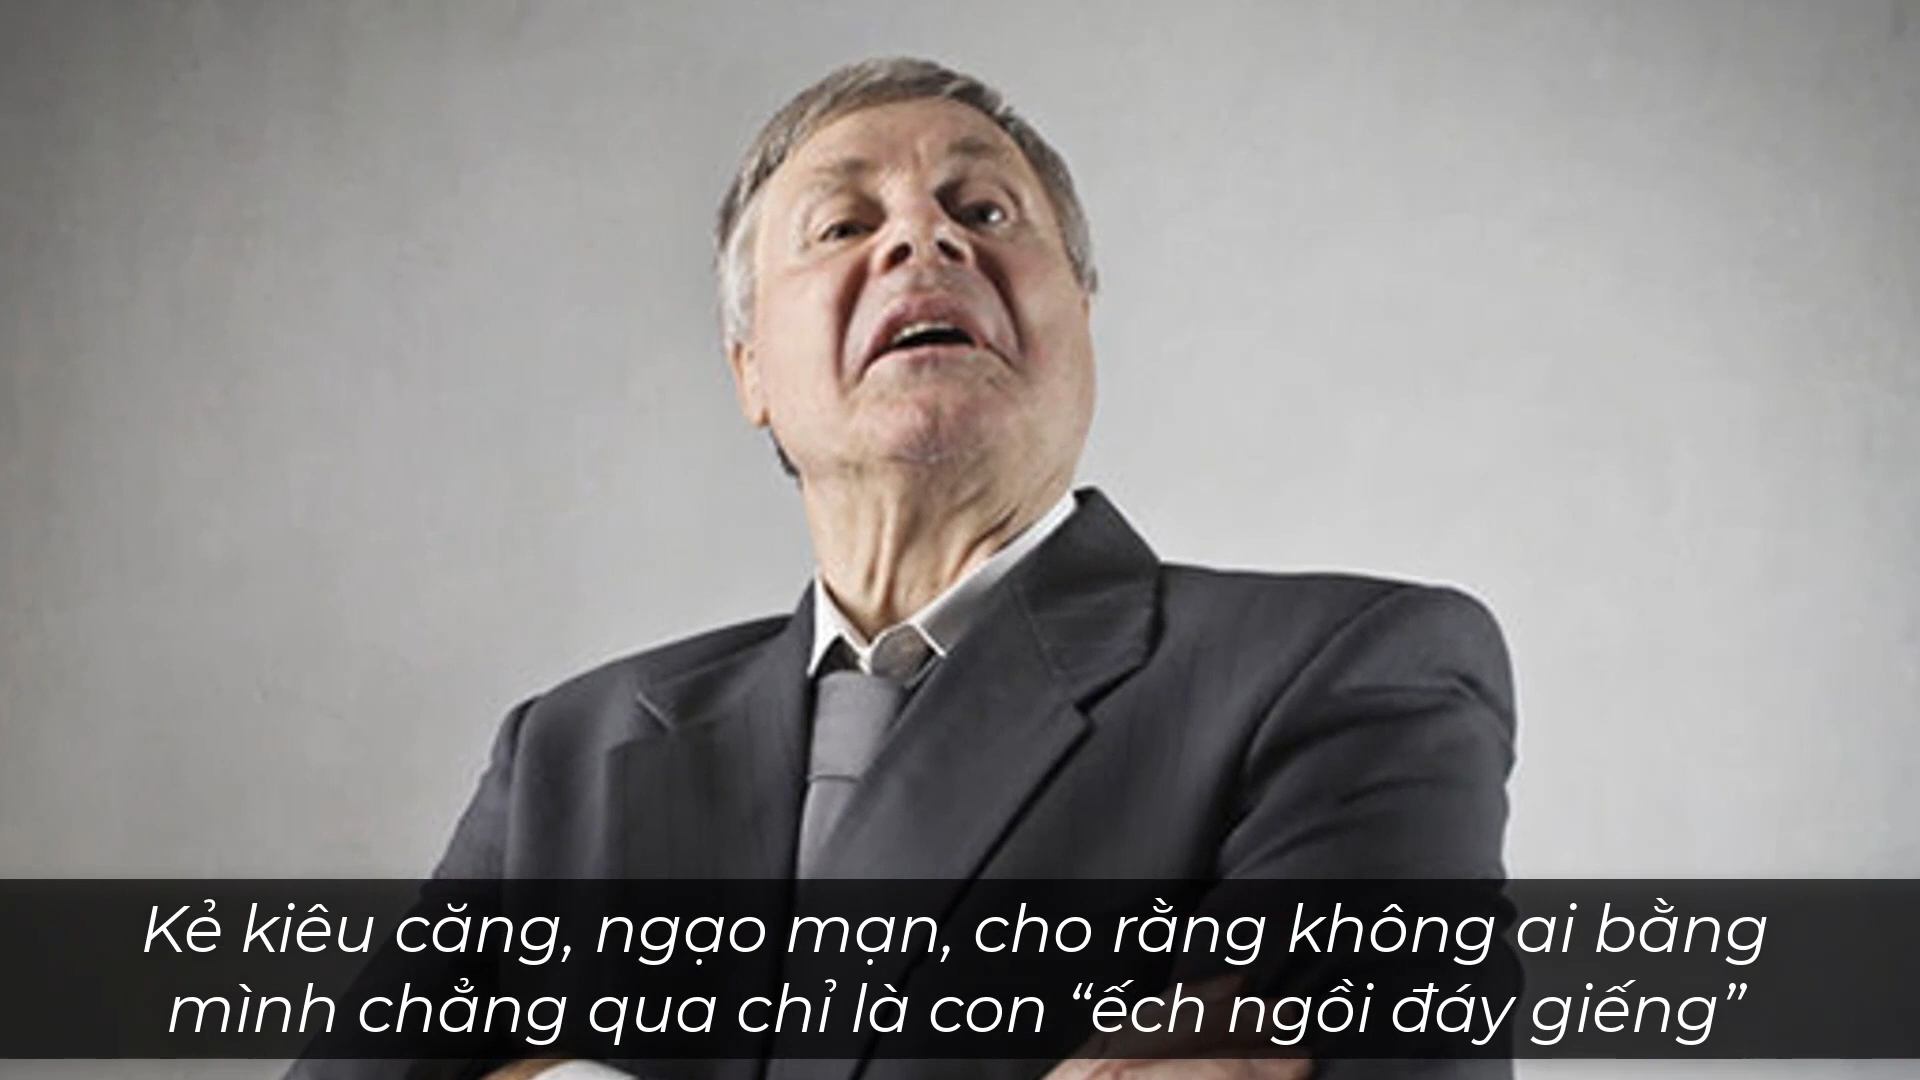 Kẻ kiêu căng, ngạo mạn, cho rằng không ai bằng
mình chẳng qua chỉ là con “ếch ngồi đáy giếng”